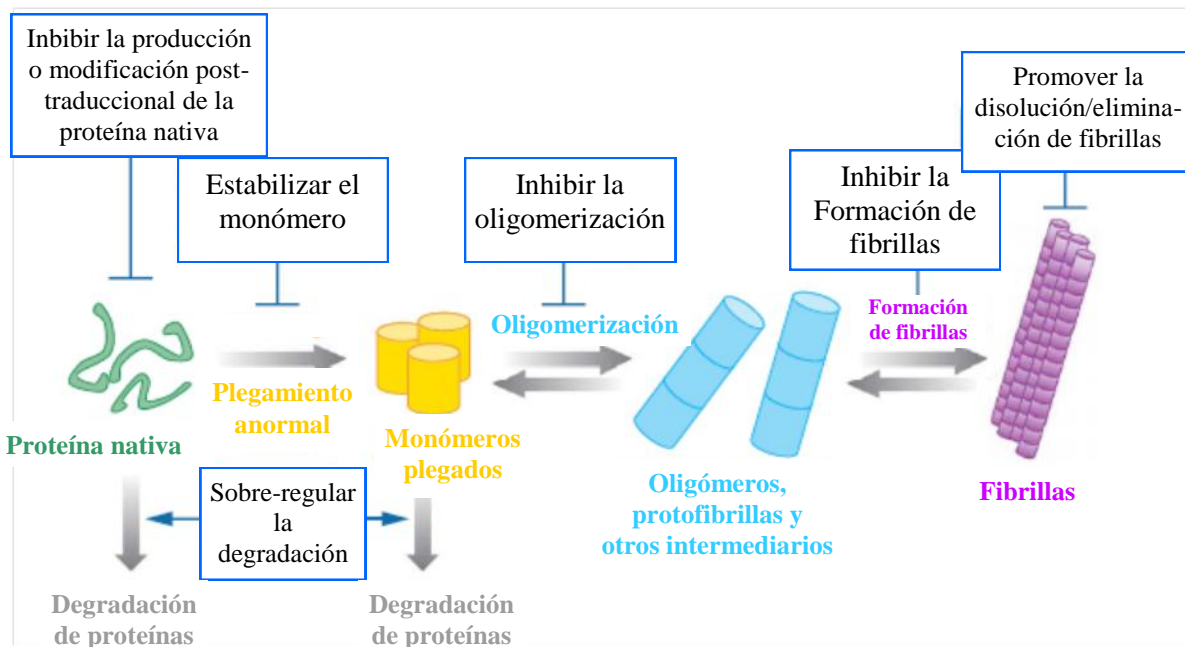 Inbibir la producción
o modificación post-
traduccional de la
proteína nativa
Estabilizar el
monómero
Inhibir la
oligomerización
Inhibir la
Formación de
fibrillas
Promover la
disolución/elimina-
ción de fibrillas
Proteína nativa
Plegamiento
anormal
Monómeros
plegados
Oligomerización
Oligómeros,
protofibrillas y
otros intermediarios
Formación
de fibrillas
Fibrillas
Sobre-regular
la
degradación
Degradación
de proteínas
Degradación
de proteínas